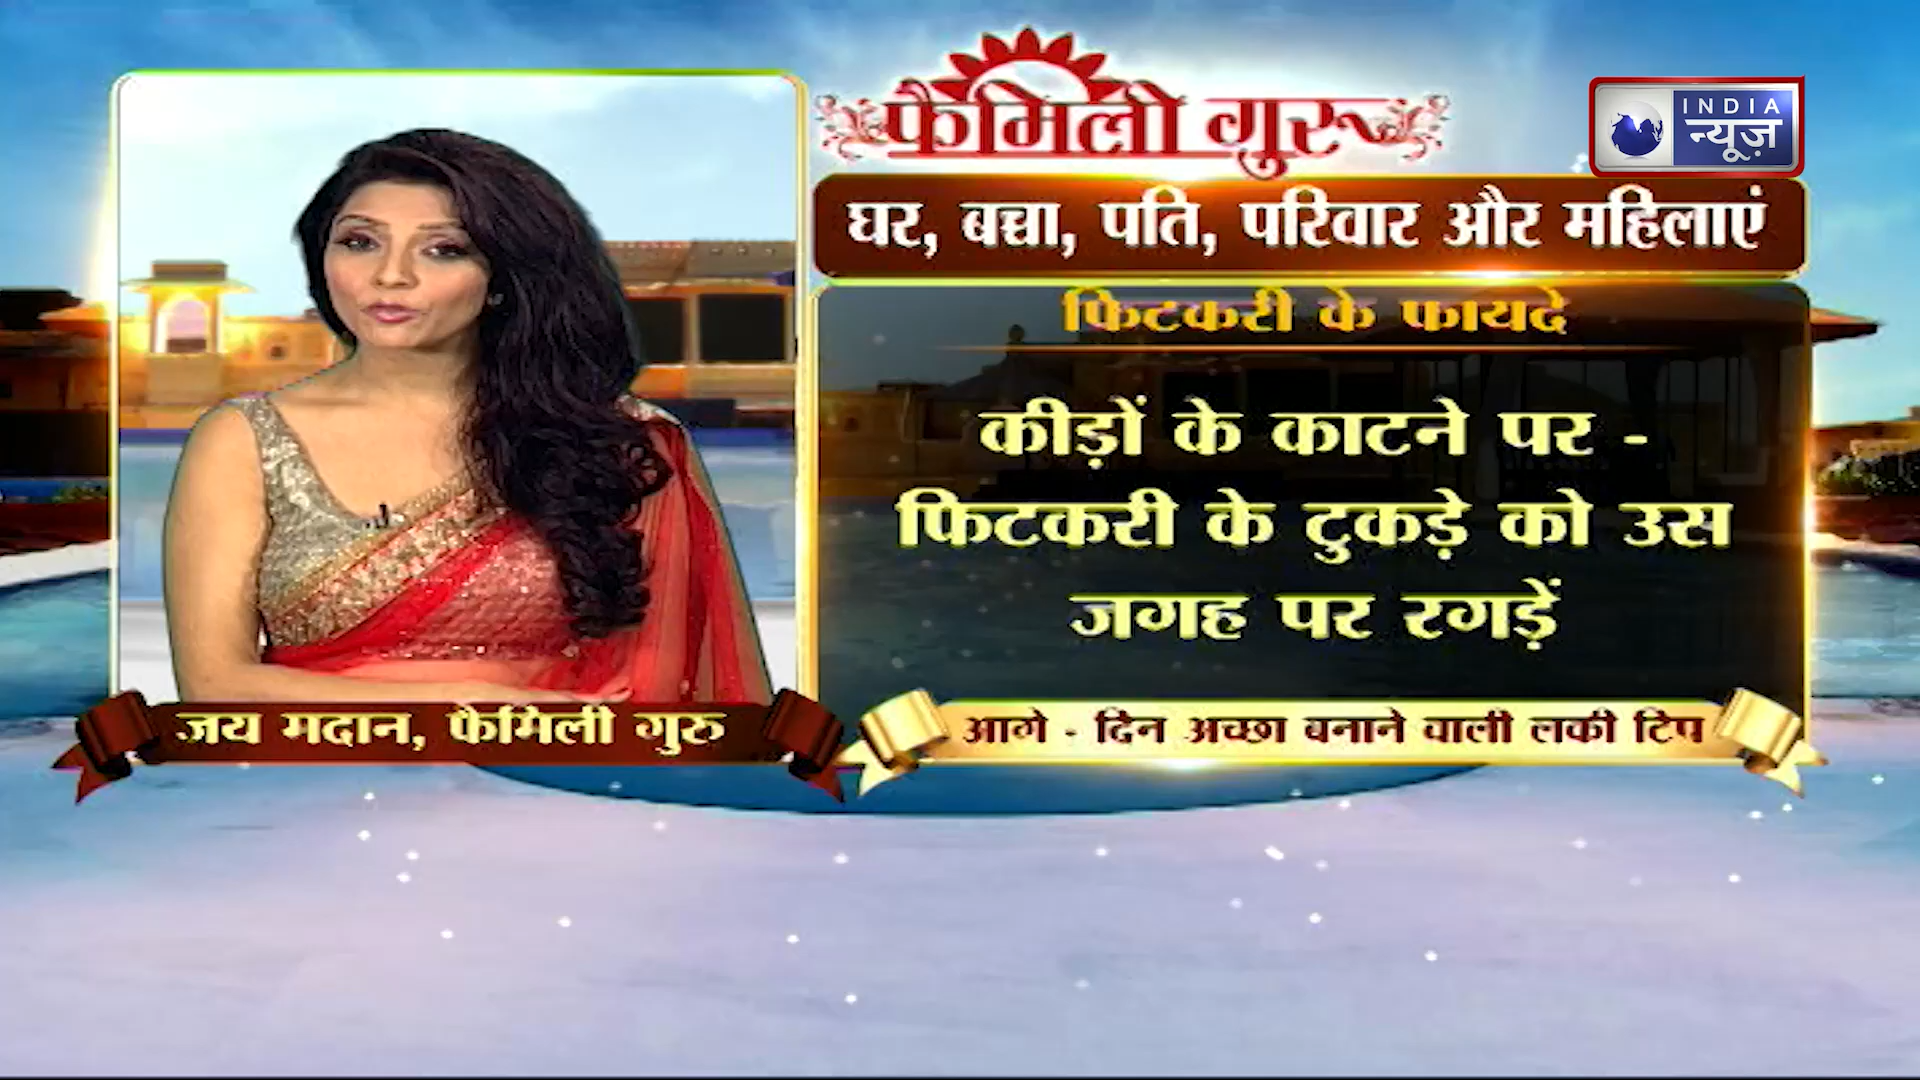 फैमिली गुरु
INDIA
न्यूज़
घर, बच्चा, पति, परिवार और महिलाएं
फिटकरी के फायदे
कीड़ों के काटने पर -
फिटकरी के टुकड़े को उस
जगह पर रगड़ें
जय मदान, फैमिली गुरु
आगे - दिन अच्छा बनाने वाली लकी टिप